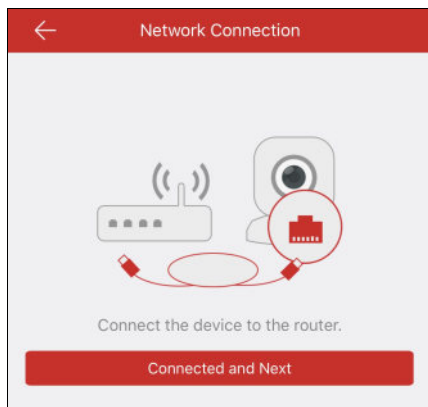 Network Connection
Connect the device to the router.
Connected and Next